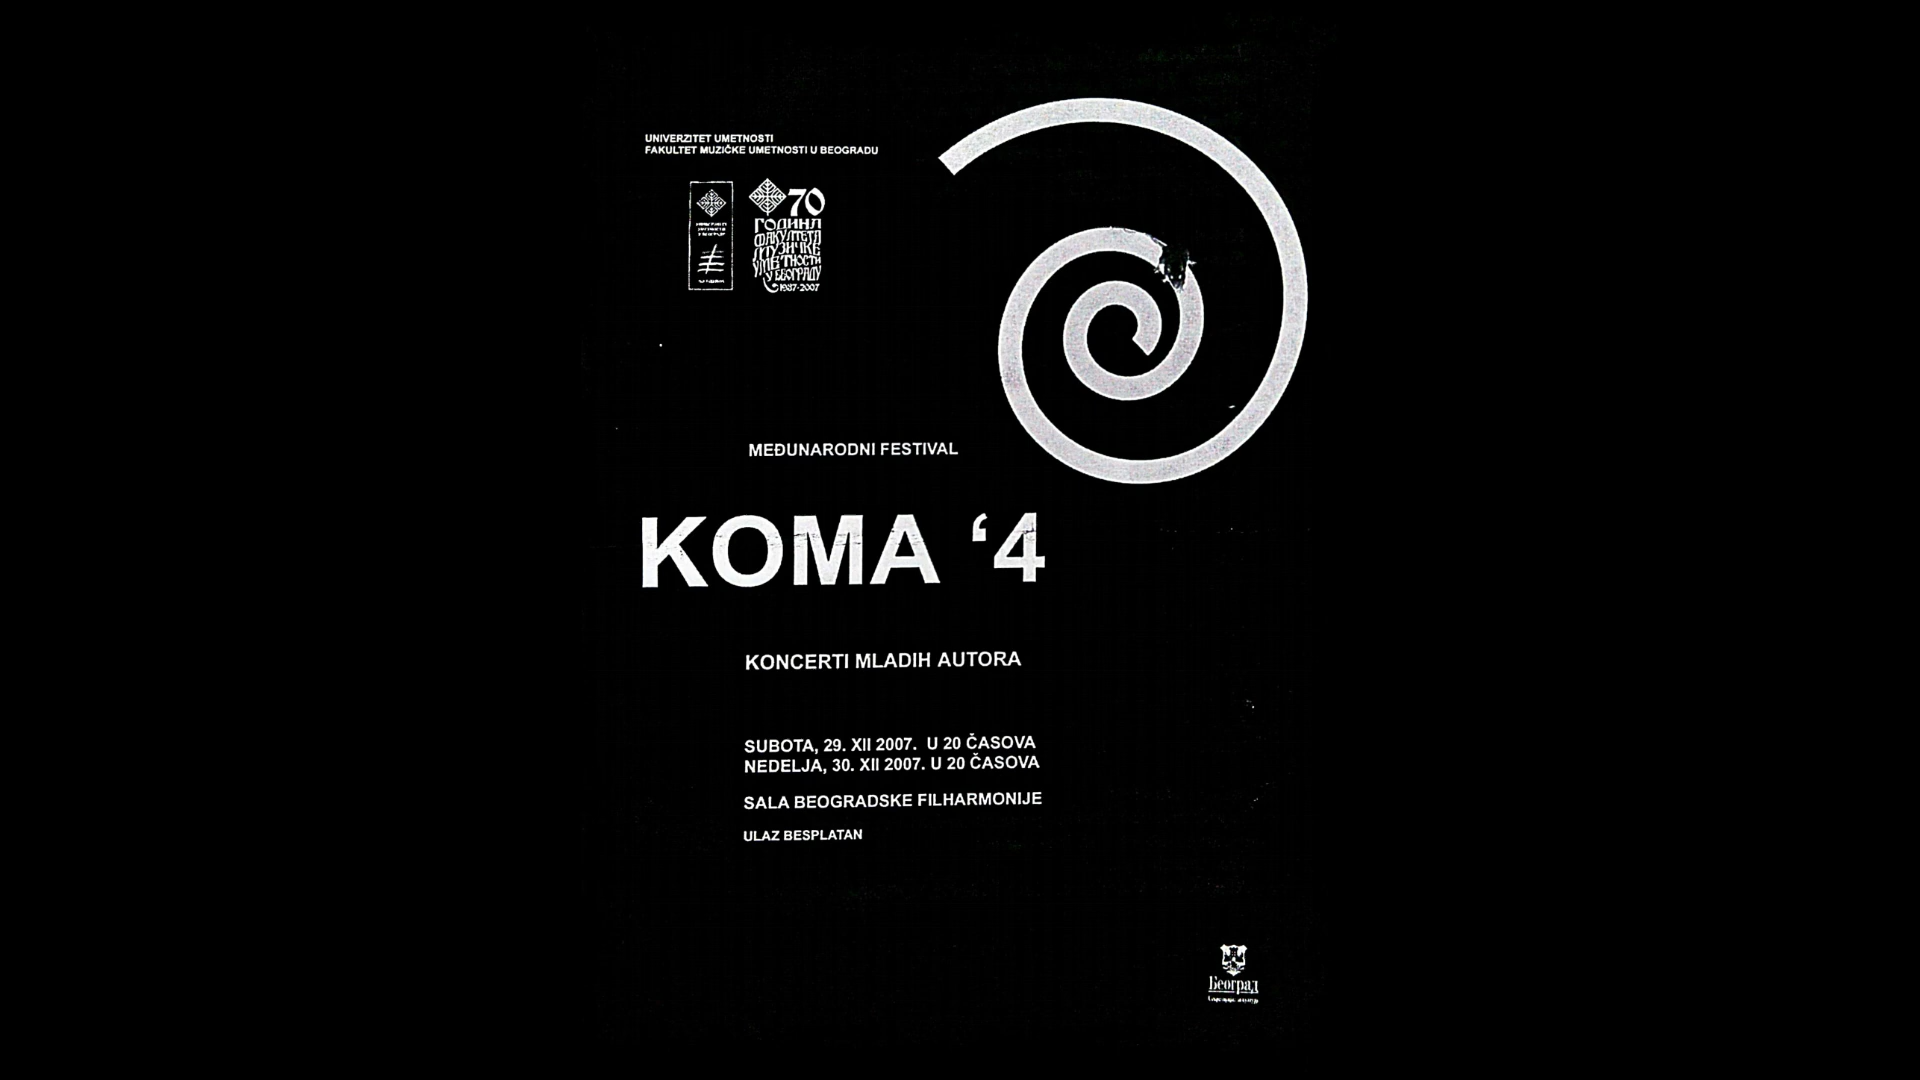 UNIVERZITET UMETNOSTI
FAKULTET MUZIČKE UMETNOSTI U BEOGRADU
70
ГОДИНА
ФАКУЛТЕТА
МУЗИЧКЕ
УМЕТНОСТИ
У БЕОГРАДУ
1937-2007
MEĐUNARODNI FESTIVAL
KOMA ‘4
KONCERTI MLADIH AUTORA
SUBOTA, 29. XII 2007. U 20 ČASOVA
NEDELJA, 30. XII 2007. U 20 ČASOVA
SALA BEOGRADSKE FILHARMONIJE
ULAZ BESPLATAN
Београд